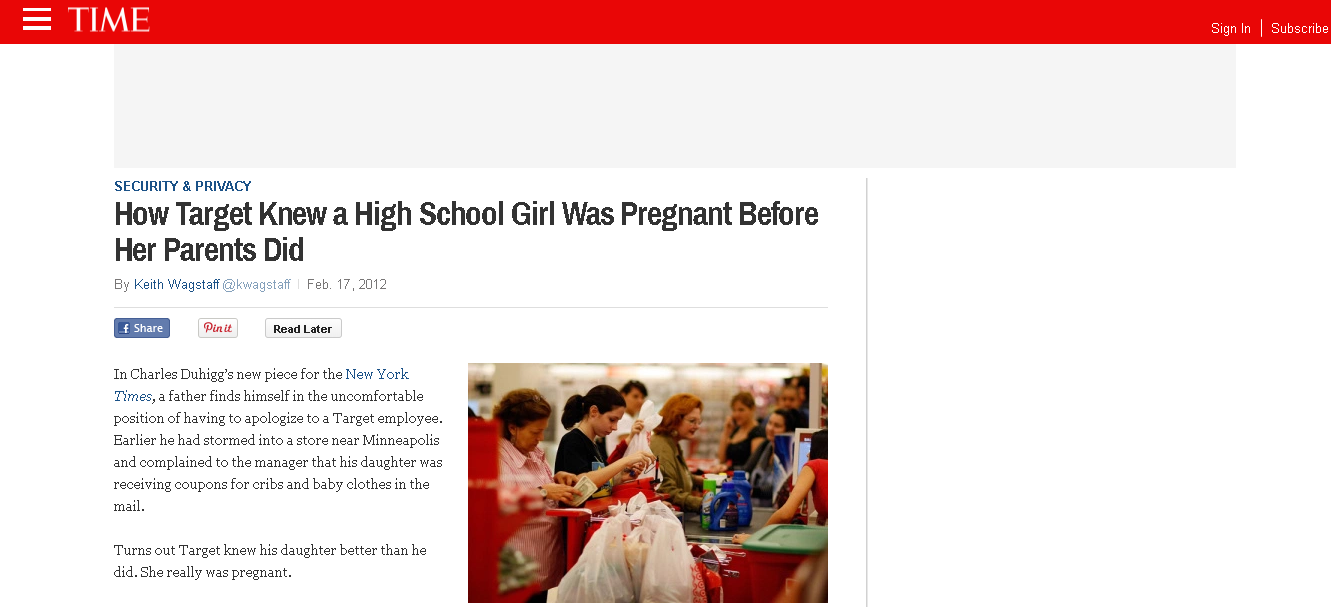 TIME
Sign In
Subscribe
SECURITY & PRIVACY
How Target Knew a High School Girl Was Pregnant Before
Her Parents Did
By Keith Wagstaff @kwagstaff | Feb. 17, 2012
f Share
Pin it
Read Later
In Charles Duhigg's new piece for the New York
Times, a father finds himself in the uncomfortable
position of having to apologize to a Target employee.
Earlier he had stormed into a store near Minneapolis
and complained to the manager that his daughter was
receiving coupons for cribs and baby clothes in the
mail.
Turns out Target knew his daughter better than he
did. She really was pregnant.